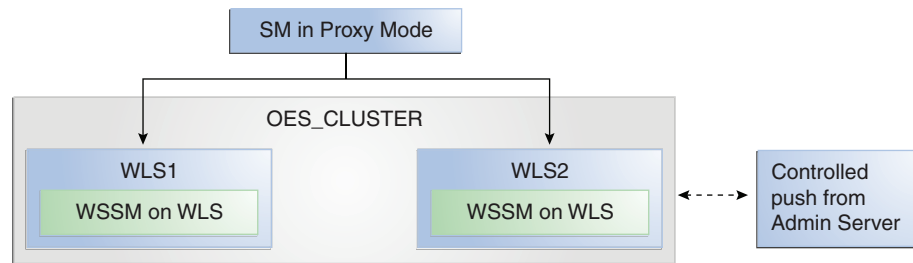 SM in Proxy Mode
OES_CLUSTER
WLS1
WSSM on WLS
WLS2
WSSM on WLS
Controlled
push from
Admin Server